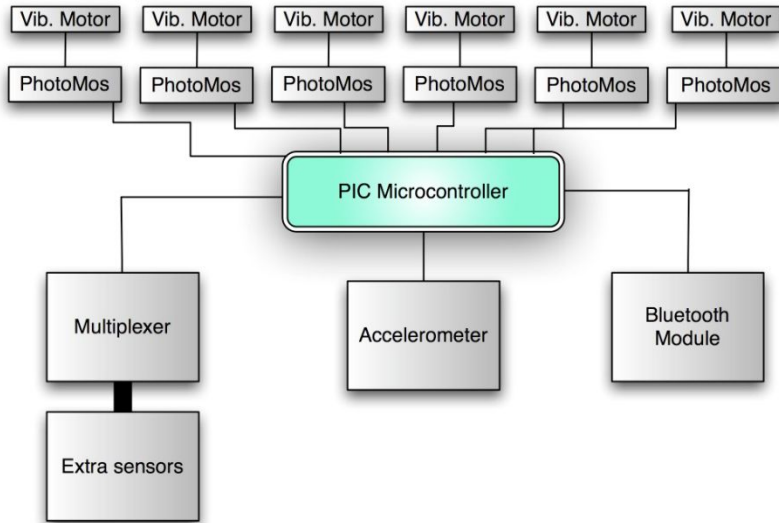 Vib. Motor Vib. Motor Vib. Motor Vib. Motor Vib. Motor Vib. Motor
PhotoMos PhotoMos PhotoMos PhotoMos PhotoMos PhotoMos
PIC Microcontroller
Multiplexer
Accelerometer
Bluetooth
Module
Extra sensors